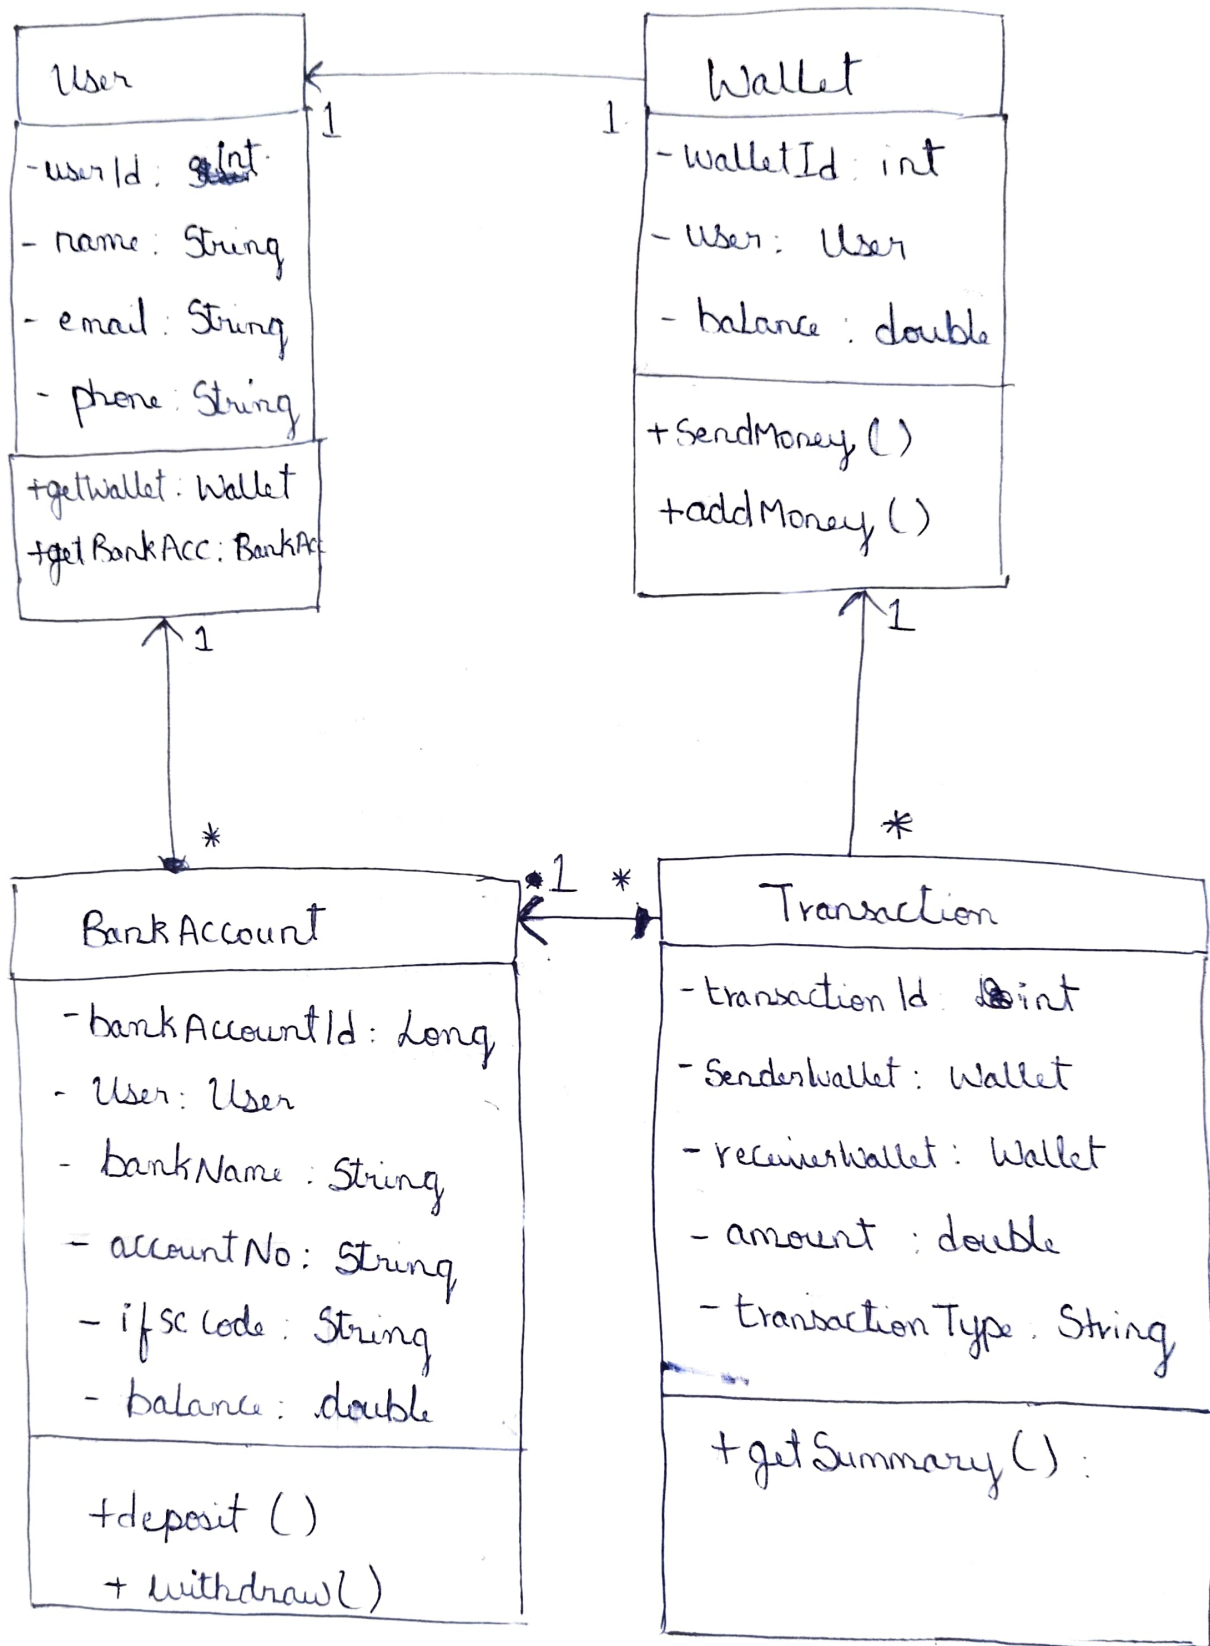 User
1
- userId : int
- name : String
- email : String
- phone : String
+getWallet : Wallet
+getBankAcc : BankAc
1
Wallet
1
- walletId : int
- user : User
- balance : double
+ SendMoney ( )
+addMoney ( )
1
*
BankAccount
1
- bankAccountId : Long
- User : User
- bankName : String
- accountNo : String
- ifsc Code : String
- balance : double
+deposit ( )
+ withdraw( )
*
*
Transaction
- transactionId : int
- SenderWallet : Wallet
- receiverWallet : Wallet
- amount : double
- transactionType : String
+ getSummary ( ) :